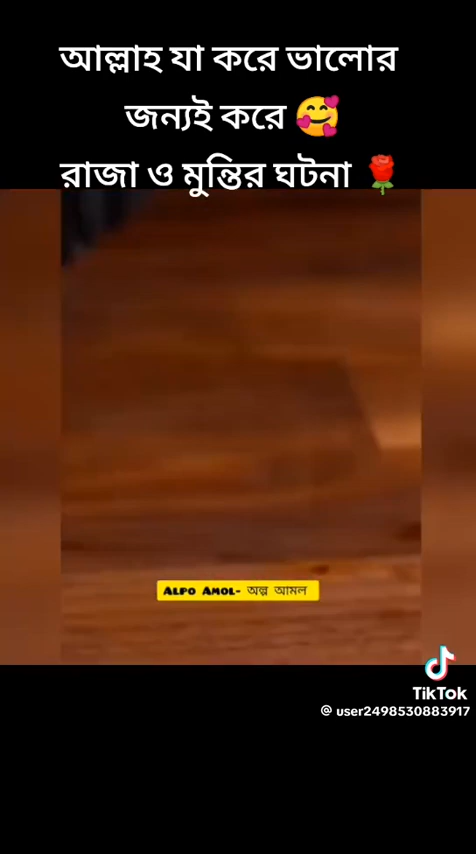 আল্লাহ যা করে ভালোর
জন্যই করে 🥰
রাজা ও মুন্তির ঘটনা 🌹
ALPO AMOL- অল্প আমল
TikTok
@ user2498530883917